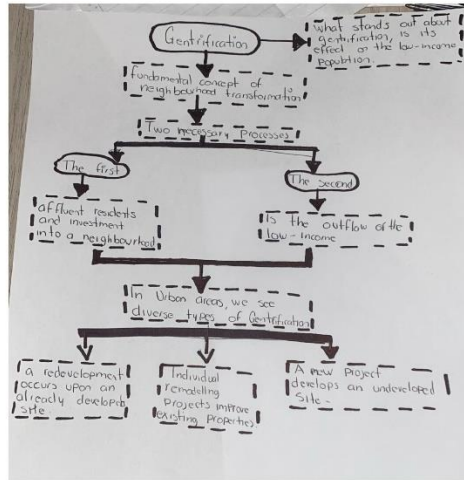 Gentrification
What stands out about
gentrification, is its
effect on the low-income
popubtion.
fundamental concept of
neighbourhood transformation
Two necessary Processes
The first
The second
affluent residents
and investment
into a neighbourhood
Is the outflow of the
low-income
In Urban areas, we see
diverse types of Gentrification
a redevelopment
occurs upon an
already developed
site.
Individual
remodeling
Projects improve
existing Properties
A new Project
develops an undeveloped
Site-